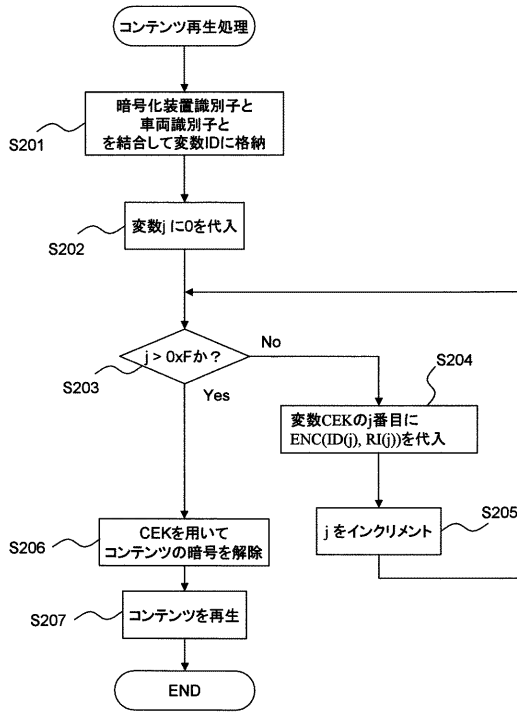 コンテンツ再生処理
暗号化装置識別子と
車両識別子と
を結合して変数IDに格納
S201
変数j に0を代入
S202
j > 0xFか？
No
S203
Yes
S204
変数CEKのj番目に
ENC(ID(j), RI(j))を代入
j をインクリメント
S205
CEKを用いて
コンテンツの暗号を解除
S206
コンテンツを再生
S207
END